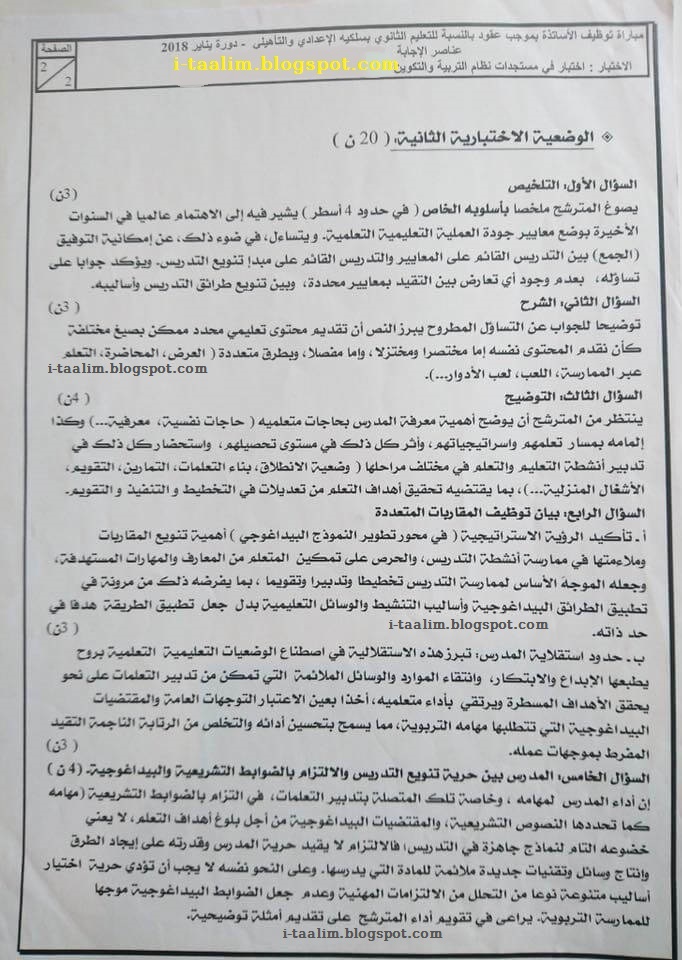 مباراة توظيف الأساتذة بموجب عقود بالنسبة للتعليم الثانوي بسلكيه الإعدادي والتأهيلي - دورة يناير 2018
الصفحة
عناصر الإجابة
i-taalim.blogspot.com
2
2
الاختبار : اختبار في مستجدات نظام التربية والتكوين
الوضعية الاختبارية الثانية، ( 20 ن )
السؤال الأول: التلخيص (3ن)
يصوغ المترشح ملخصا بأسلوبه الخاص ( في حدود 4 أسطر ) يشير فيه إلى الاهتمام عالميا في السنوات
الأخيرة بوضع معايير جودة العملية التعليمية التعلمية. ويتساءل، في ضوء ذلك، عن إمكانية التوفيق
(الجمع) بين التدريس القائم على المعايير والتدريس القائم على مبدإ تنويع التدريس. ويؤكد جوابا على
تساؤله، بعدم وجود أي تعارض بين التقيد بمعايير محددة، وبين تنويع طرائق التدريس وأساليبه.
السؤال الثاني: الشرح ( 3ن)
توضيحا للجواب عن التساؤل المطروح يبرز النص أن تقديم محتوى تعليمي محدد ممكن بصيغ مختلفة
كأن نقدم المحتوى نفسه إما مختصرا ومختزلا، وإما مفصلا، وبطرق متعددة ( العرض، المحاضرة، التعلم
عبر الممارسة، اللعب، لعب الأدوار...).
i-taalim.blogspot.com
السؤال الثالث: التوضيح ( 4ن)
ينتظر من المترشح أن يوضح أهمية معرفة المدرس بحاجات متعلميه ( حاجات نفسية، معرفية...) وكذا
إلمامه بمسار تعلمهم واستراتيجياتهم، وأثر كل ذلك في مستوى تحصيلهم، واستحضار كل ذلك في
تدبير أنشطة التعليم والتعلم في مختلف مراحلها ( وضعية الانطلاق، بناء التعلمات، التمارين، التقويم،
الأشغال المنزلية...)، بما يقتضيه تحقيق أهداف التعلم من تعديلات في التخطيط و التنفيذ و التقويم.
السؤال الرابع: بيان توظيف المقاربات المتعددة
أ ـ تأكيد الرؤية الاستراتيجية ( في محور تطوير النموذج البيداغوجي ) أهمية تنويع المقاربات
وملاءمتها في ممارسة أنشطة التدريس، والحرص على تمكين المتعلم من المعارف والمهارات المستهدفة،
وجعله الموجه الأساس لممارسة التدريس تخطيطا وتدبيرا وتقويما ، بما يفرضه ذلك من مرونة في
تطبيق الطرائق البيداغوجية وأساليب التنشيط والوسائل التعليمية بدل جعل تطبيق الطريقة هدفا في
حد ذاته. ( 3ن)
i-taalim.blogspot.com
ب ـ حدود استقلالية المدرس: تبرز هذه الاستقلالية في اصطناع الوضعيات التعليمية التعلمية بروح
يطبعها الإبداع والابتكار، وانتقاء الموارد والوسائل الملائمة التي تمكن من تدبير التعلمات على نحو
يحقق الأهداف المسطرة ويرتقي بأداء متعلميه، أخذا بعين الاعتبار التوجهات العامة والمقتضيات
البيداغوجية التي تتطلبها مهامه التربوية، مما يسمح بتحسين أدائه والتخلص من الرتابة الناجمة التقيد
المفرط بموجهات عمله. ( 3ن)
السؤال الخامس: المدرس بين حرية تنويع التدريس والالتزام بالضوابط التشريعية والبيداغوجية. (4 ن )
إن أداء المدرس لمهامه ، وخاصة تلك المتصلة بتدبير التعلمات، في التزام بالضوابط التشريعية (مهامه
كما تحددها النصوص التشريعية، والمقتضيات البيداغوجية من أجل بلوغ أهداف التعلم، لا يعني
خضوعه التام لنماذج جاهزة في التدريس؛ فالالتزام لا يقيد حرية المدرس وقدرته على إيجاد الطرق
وإنتاج وسائل وتقنيات جديدة ملائمة للمادة التي يدرسها. وعلى النحو نفسه لا يجب أن تؤدي حرية اختيار
أساليب متنوعة نوعا من التحلل من الالتزامات المهنية وعدم جعل الضوابط البيداغوجية موجها
للممارسة التربوية. يراعى في تقويم أداء المترشح على تقديم أمثلة توضيحية.
i-taalim.blogspot.com